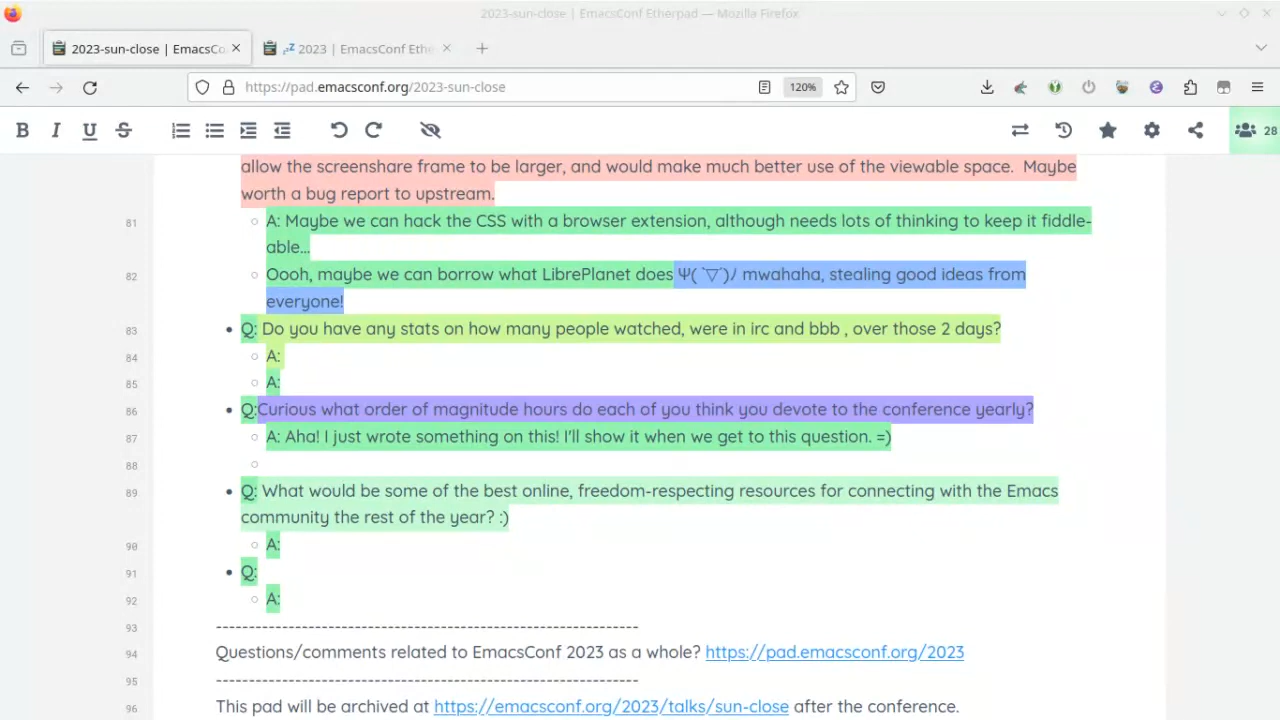 2023-sun-close | EmacsConf Etherpad — Mozilla Firefox
2023-sun-close | EmacsCo
2023 | EmacsConf Ethe
https://pad.emacsconf.org/2023-sun-close
120%
B I U S
28
allow the screenshare frame to be larger, and would make much better use of the viewable space. Maybe
worth a bug report to upstream.
81 A: Maybe we can hack the CSS with a browser extension, although needs lots of thinking to keep it fiddle-
able...
82 Oooh, maybe we can borrow what LibrePlanet does Ψ( `▽´)ﾉ mwahaha, stealing good ideas from
everyone!
83 Q: Do you have any stats on how many people watched, were in irc and bbb , over those 2 days?
84 A:
85 A:
86 Q:Curious what order of magnitude hours do each of you think you devote to the conference yearly?
87 A: Aha! I just wrote something on this! I'll show it when we get to this question. =)
88
89 Q: What would be some of the best online, freedom-respecting resources for connecting with the Emacs
community the rest of the year? :)
90 A:
91 Q:
92 A:
93 ----------------------------------------------------------------
94 Questions/comments related to EmacsConf 2023 as a whole? https://pad.emacsconf.org/2023
95 ----------------------------------------------------------------
96 This pad will be archived at https://emacsconf.org/2023/talks/sun-close after the conference.